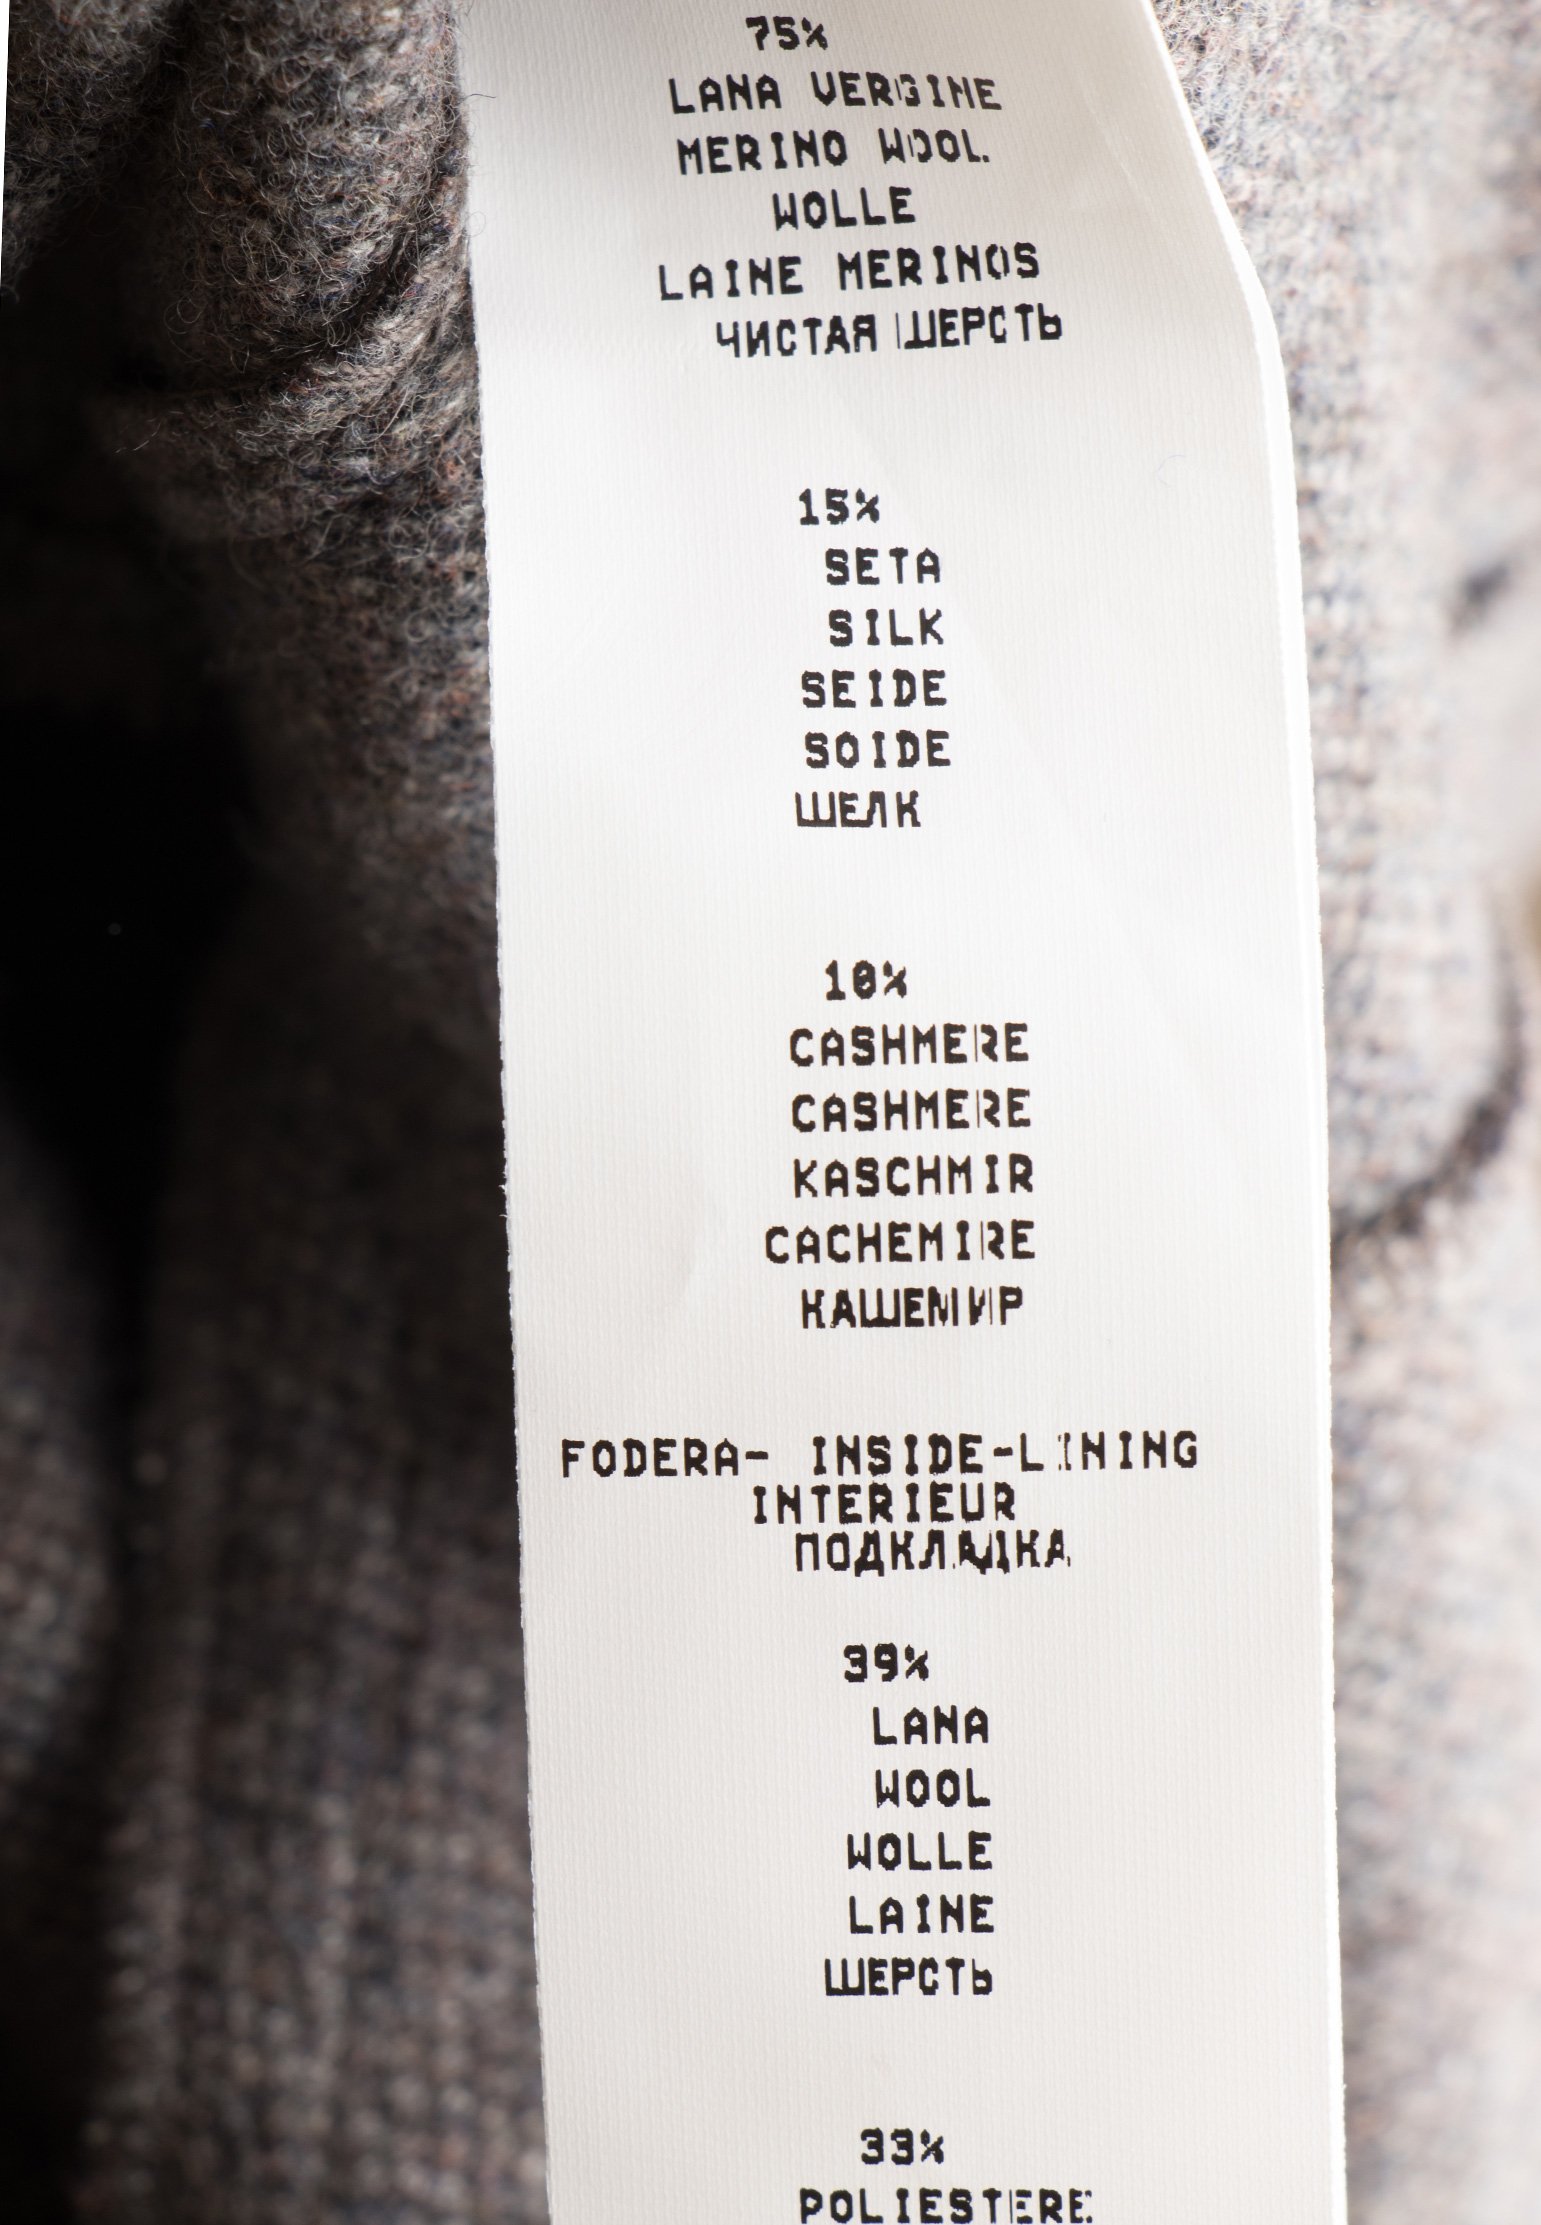 75%
LANA VERGINE
MERINO WOOL
WOLLE
LAINE MERINOS
ЧИСТАЯ ШЕРСТЬ
15%
SETA
SILK
SEIDE
SOIDE
ШЕЛК
10%
CASHMERE
CASHMERE
KASCHMIR
CACHEMIRE
КАШЕМИР
FODERA- INSIDE-LINING
INTERIEUR
ПОДКЛАДКА
39%
LANA
WOOL
WOLLE
LAINE
ШЕРСТЬ
33%
POLIESTERE